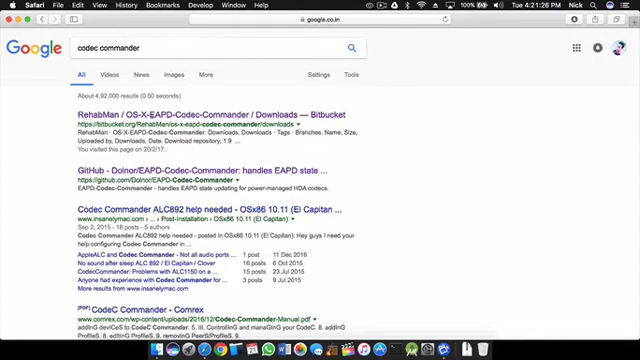 Safari File Edit View History Bookmarks Develop Window Help 100% Tue 4:21:26 PM Nick
google.co.in
Google codec commander
All Videos News Images More Settings Tools
About 4,92,000 results (0.50 seconds)
RehabMan / OS-X-EAPD-Codec-Commander / Downloads — Bitbucket
https://bitbucket.org/RehabMan/os-x-eapd-codec-commander/downloads
RehabMan · OS-X-EAPD-Codec-Commander. Downloads. Downloads · Tags · Branches. Name, Size,
Uploaded by, Downloads, Date. Download repository, 1.9 ...
You visited this page on 20/2/17.
GitHub - Dolnor/EAPD-Codec-Commander: handles EAPD state ...
https://github.com/Dolnor/EAPD-Codec-Commander
EAPD-Codec-Commander - handles EAPD state updating for power-managed HDA codecs.
Codec Commander ALC892 help needed - OSx86 10.11 (El Capitan ...
www.insanelymac.com › ... › Post-Installation › OSx86 10.11 (El Capitan)
Sep 2, 2015 - 18 posts - 5 authors
Codec Commander ALC892 help needed - posted in OSx86 10.11 (El Capitan): Hey guys I need your
help configuring Codec Commander in ...
AppleALC and Codec Commander - Not all audio ports ... 1 post 11 Dec 2016
No sound after sleep ALC 892 / El Capitan / Clover 16 posts 6 Oct 2015
CodecCommander: Problems with ALC1150 on a ... 15 posts 23 Jul 2015
Anyone had experience with Codec Commander for ... 9 posts 13 Oct 2015
More results from www.insanelymac.com
[PDF] CodeC Commander - Comrex
www.comrex.com/wp-content/uploads/2016/12/Codec-Commander-Manual.pdf
addinG deviCeS to CodeC Commander. 5. III. ControllinG and manaGinG your CodeC. 8.
editinG & removinG PeerS/ProfileS. 9.